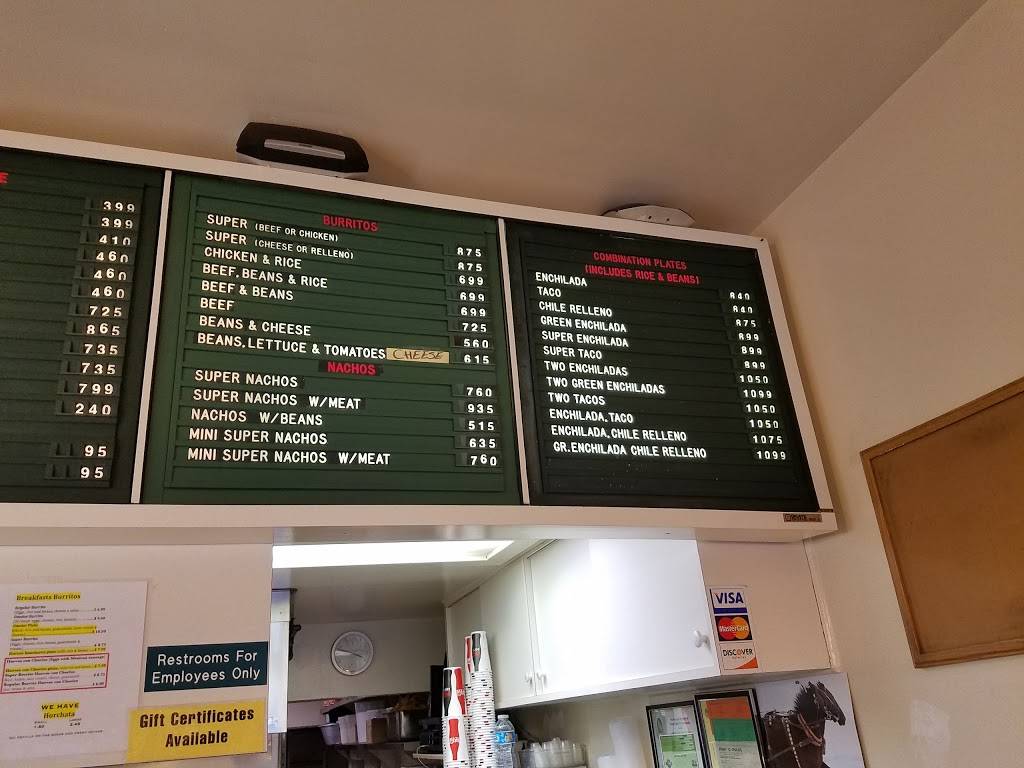 399
399
410
460
460
460
725
865
735
735
799
240
95
95
BURRITOS
SUPER (BEEF OR CHICKEN) 875
SUPER (CHEESE OR RELLENO) 875
CHICKEN & RICE 699
BEEF, BEANS & RICE 699
BEEF & BEANS 699
BEEF 725
BEANS & CHEESE 560
BEANS, LETTUCE & TOMATOES CHEESE 615
NACHOS
SUPER NACHOS 760
SUPER NACHOS W/MEAT 935
NACHOS W/BEANS 515
MINI SUPER NACHOS 635
MINI SUPER NACHOS W/MEAT 760
COMBINATION PLATES
(INCLUDES RICE & BEANS)
ENCHILADA 840
TACO 840
CHILE RELLENO 875
GREEN ENCHILADA 899
SUPER ENCHILADA 899
SUPER TACO 899
TWO ENCHILADAS 1050
TWO GREEN ENCHILADAS 1099
TWO TACOS 1050
ENCHILADA, TACO 1050
ENCHILADA, CHILE RELLENO 1075
GR. ENCHILADA CHILE RELLENO 1099
Breakfasts Burritos
WE HAVE
Horchata
Restrooms For
Employees Only
Gift Certificates
Available
VISA
MasterCard
DISCOVER